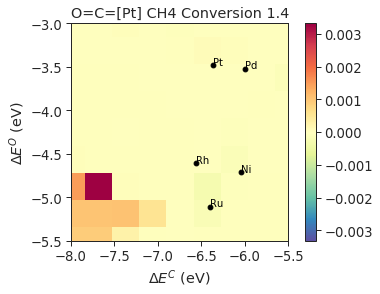 O=C=[Pt] CH4 Conversion 1.4
−3.0
−3.5
−4.0
−4.5
−5.0
−5.5
ΔE^O (eV)
Pt
Pd
Rh
Ni
Ru
−8.0 −7.5 −7.0 −6.5 −6.0 −5.5
ΔE^C (eV)
0.003
0.002
0.001
0.000
−0.001
−0.002
−0.003